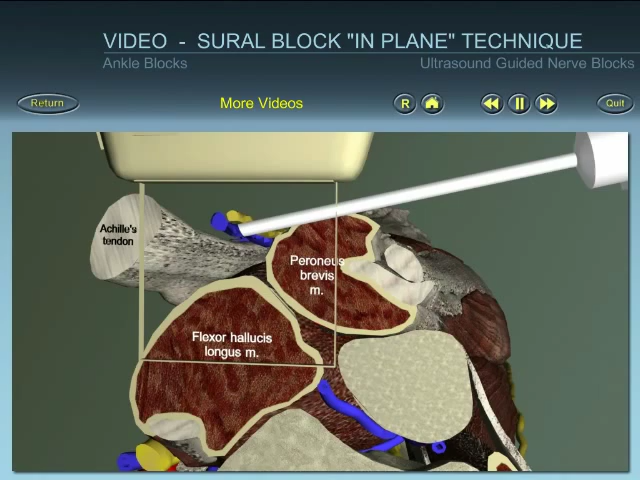 VIDEO - SURAL BLOCK "IN PLANE" TECHNIQUE
Ankle Blocks
Ultrasound Guided Nerve Blocks
Return
More Videos
R
Quit
Achille's
tendon
Peroneus
brevis
m.
Flexor hallucis
longus m.